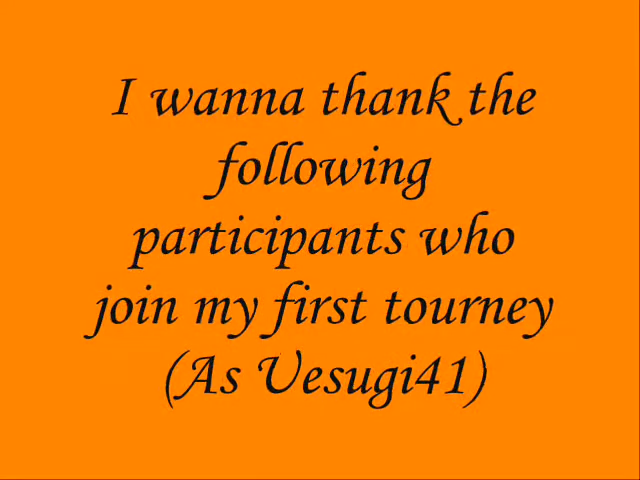 I wanna thank the
following
participants who
join my first tourney
(As Uesugi41)